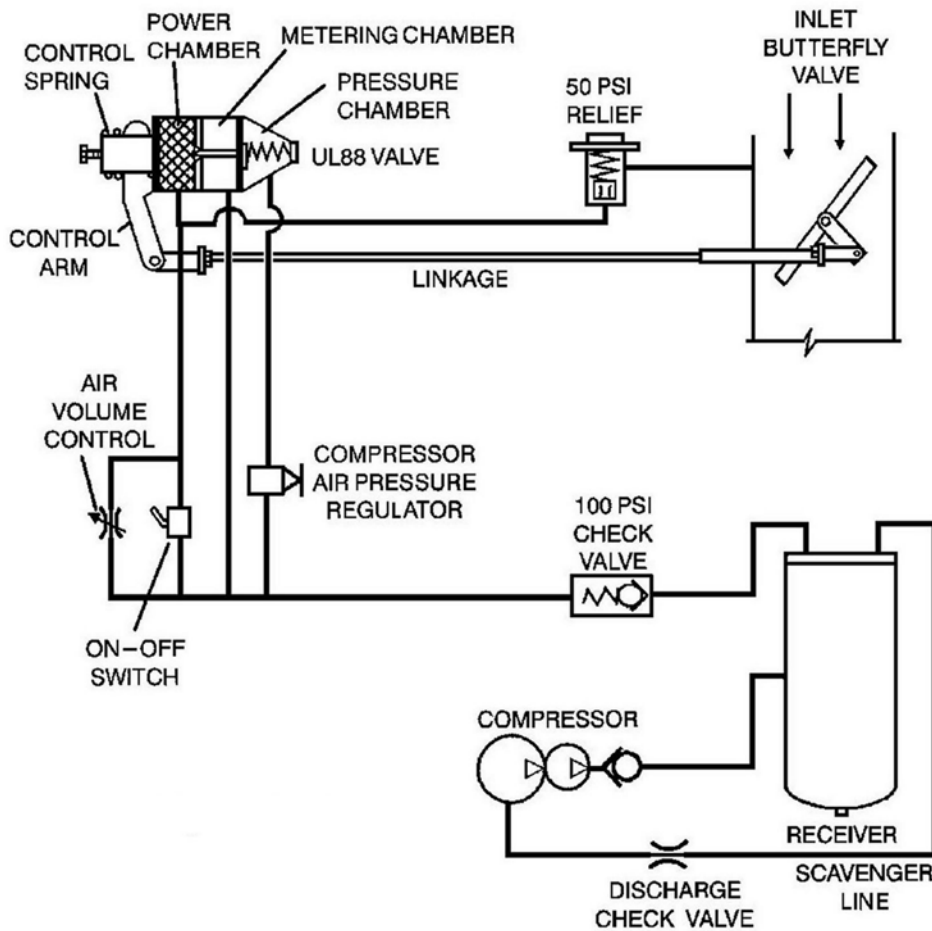 POWER
CHAMBER
METERING CHAMBER
CONTROL
SPRING
PRESSURE
CHAMBER
UL88 VALVE
50 PSI
RELIEF
INLET
BUTTERFLY
VALVE
CONTROL
ARM
LINKAGE
AIR
VOLUME
CONTROL
COMPRESSOR
AIR PRESSURE
REGULATOR
100 PSI
CHECK
VALVE
ON-OFF
SWITCH
COMPRESSOR
RECEIVER
SCAVENGER
LINE
DISCHARGE
CHECK VALVE